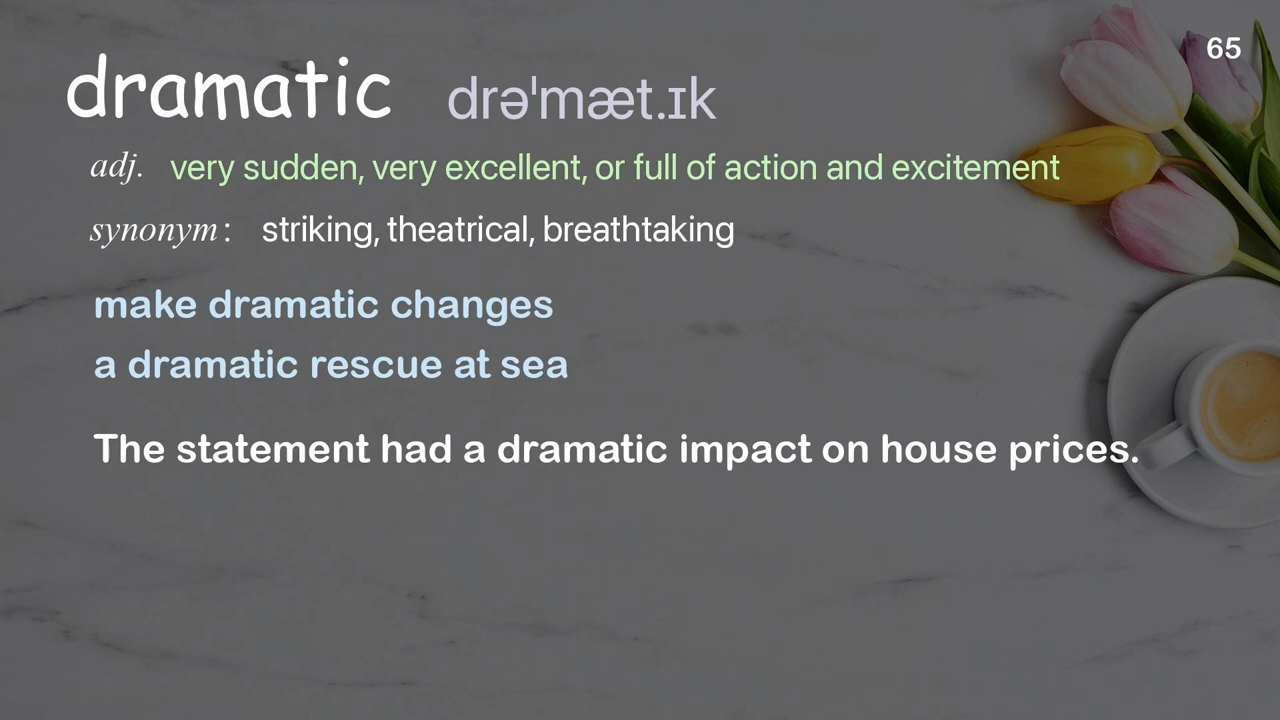 65
dramatic drəˈmæt.ɪk
adj. very sudden, very excellent, or full of action and excitement
synonym : striking, theatrical, breathtaking
make dramatic changes
a dramatic rescue at sea
The statement had a dramatic impact on house prices.